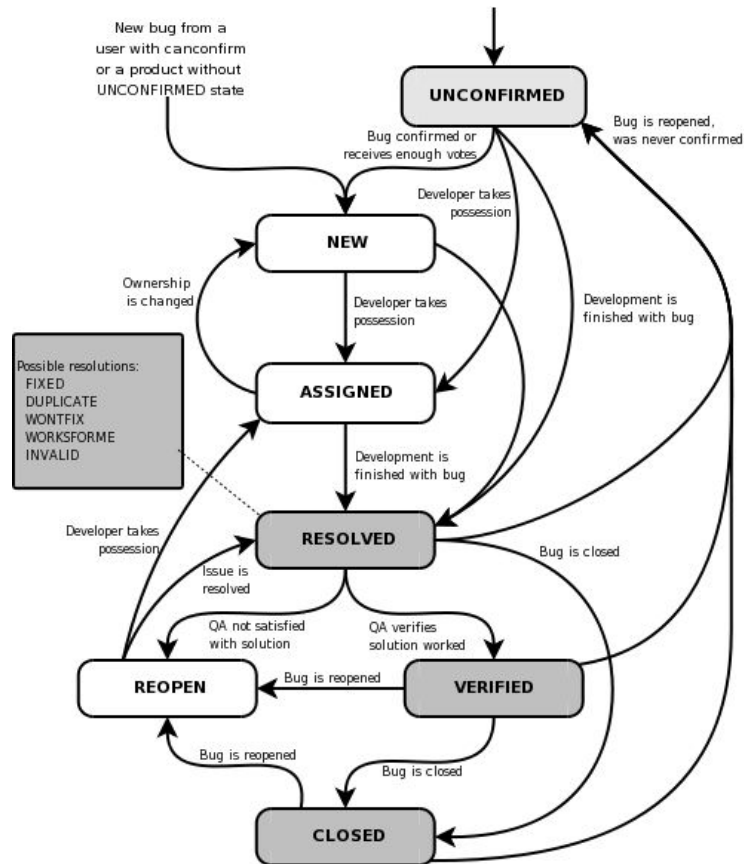 New bug from a
user with canconfirm
or a product without
UNCONFIRMED state
UNCONFIRMED
Bug is reopened,
was never confirmed
Bug confirmed or
receives enough votes
Developer takes
possession
NEW
Ownership
is changed
Developer takes
possession
Development is
finished with bug
Possible resolutions:
FIXED
DUPLICATE
WONTFIX
WORKSFORME
INVALID
ASSIGNED
Development is
finished with bug
RESOLVED
Developer takes
possession
Issue is
resolved
Bug is closed
QA not satisfied
with solution
QA verifies
solution worked
REOPEN
Bug is reopened
VERIFIED
Bug is reopened
Bug is closed
CLOSED